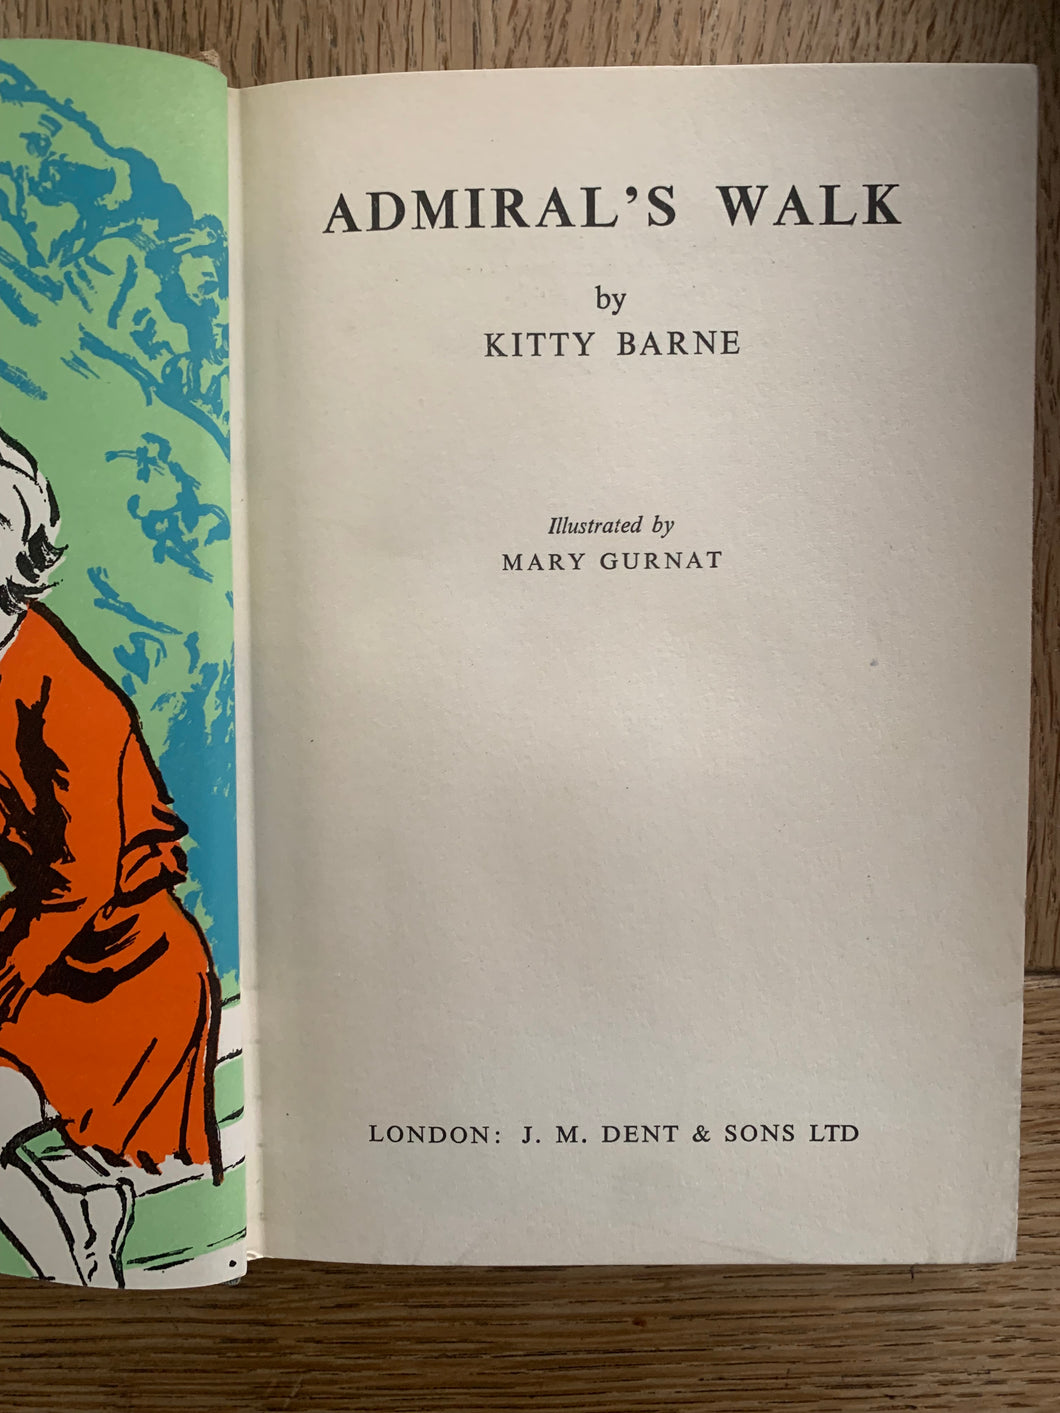 ADMIRAL’S WALK
by
KITTY BARNE
Illustrated by
MARY GURNAT
LONDON: J. M. DENT & SONS LTD